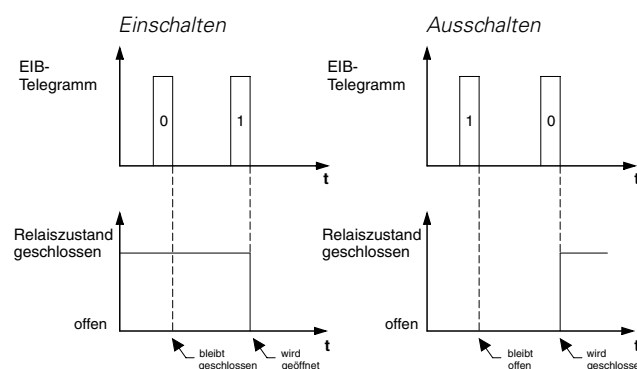 Einschalten
EIB-
Telegramm
0
1
t
Relaiszustand
geschlossen
offen
t
bleibt
geschlossen
wird
geöffnet
Ausschalten
EIB-
Telegramm
1
0
t
Relaiszustand
geschlossen
offen
t
bleibt
offen
wird
geschlosse